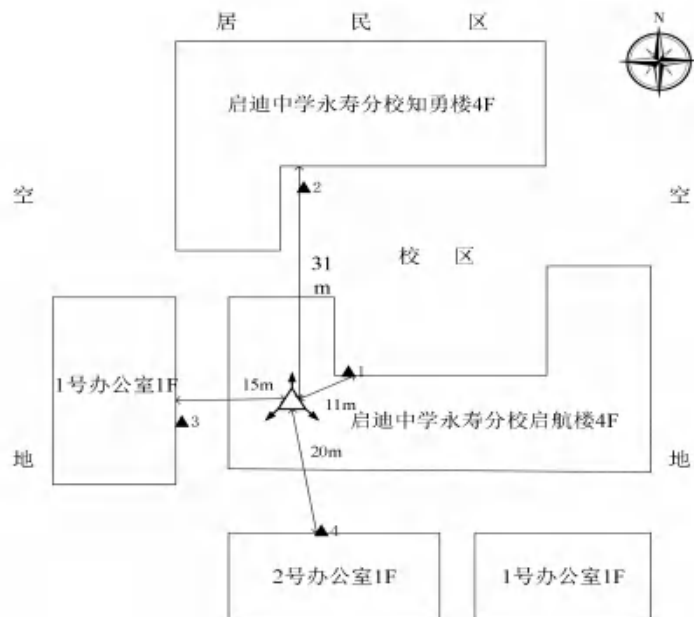 居 民 区
N
启迪中学永寿分校知勇楼4F
▲2
空
空
校 区
31
m
1号办公室1F
15m
▲1
11m
▲3
启迪中学永寿分校启航楼4F
20m
地
地
▲4
2号办公室1F
1号办公室1F